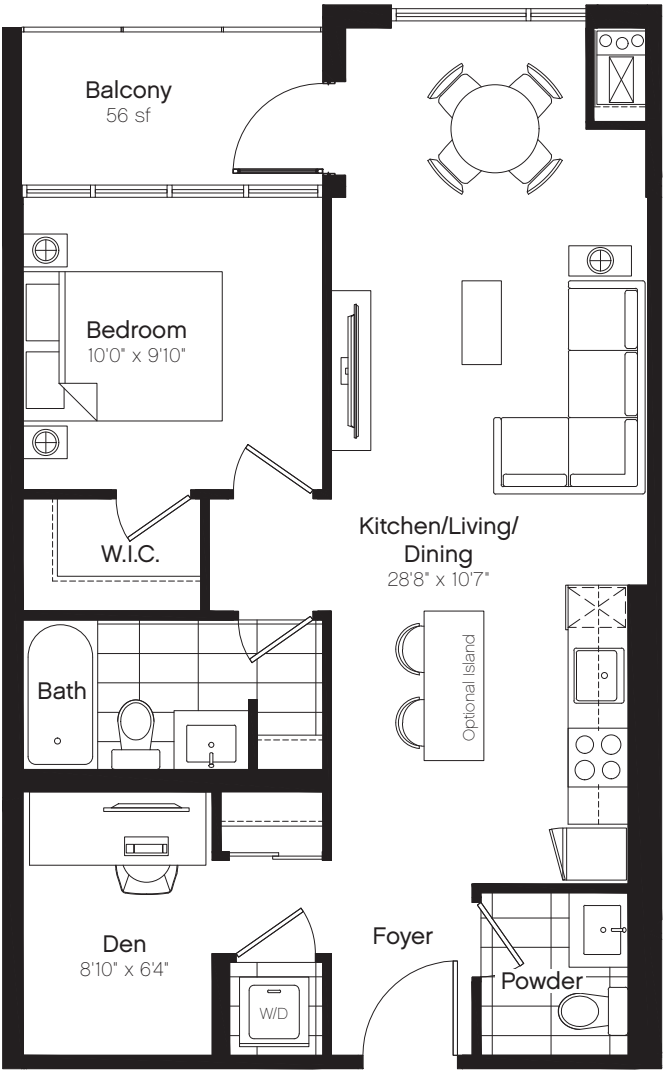 Balcony
56 sf
Bedroom
10'0" x 9'10"
W.I.C.
Kitchen/Living/
Dining
28'8" x 10'7"
Optional Island
Bath
Den
8'10" x 6'4"
Foyer
Powder
W/D